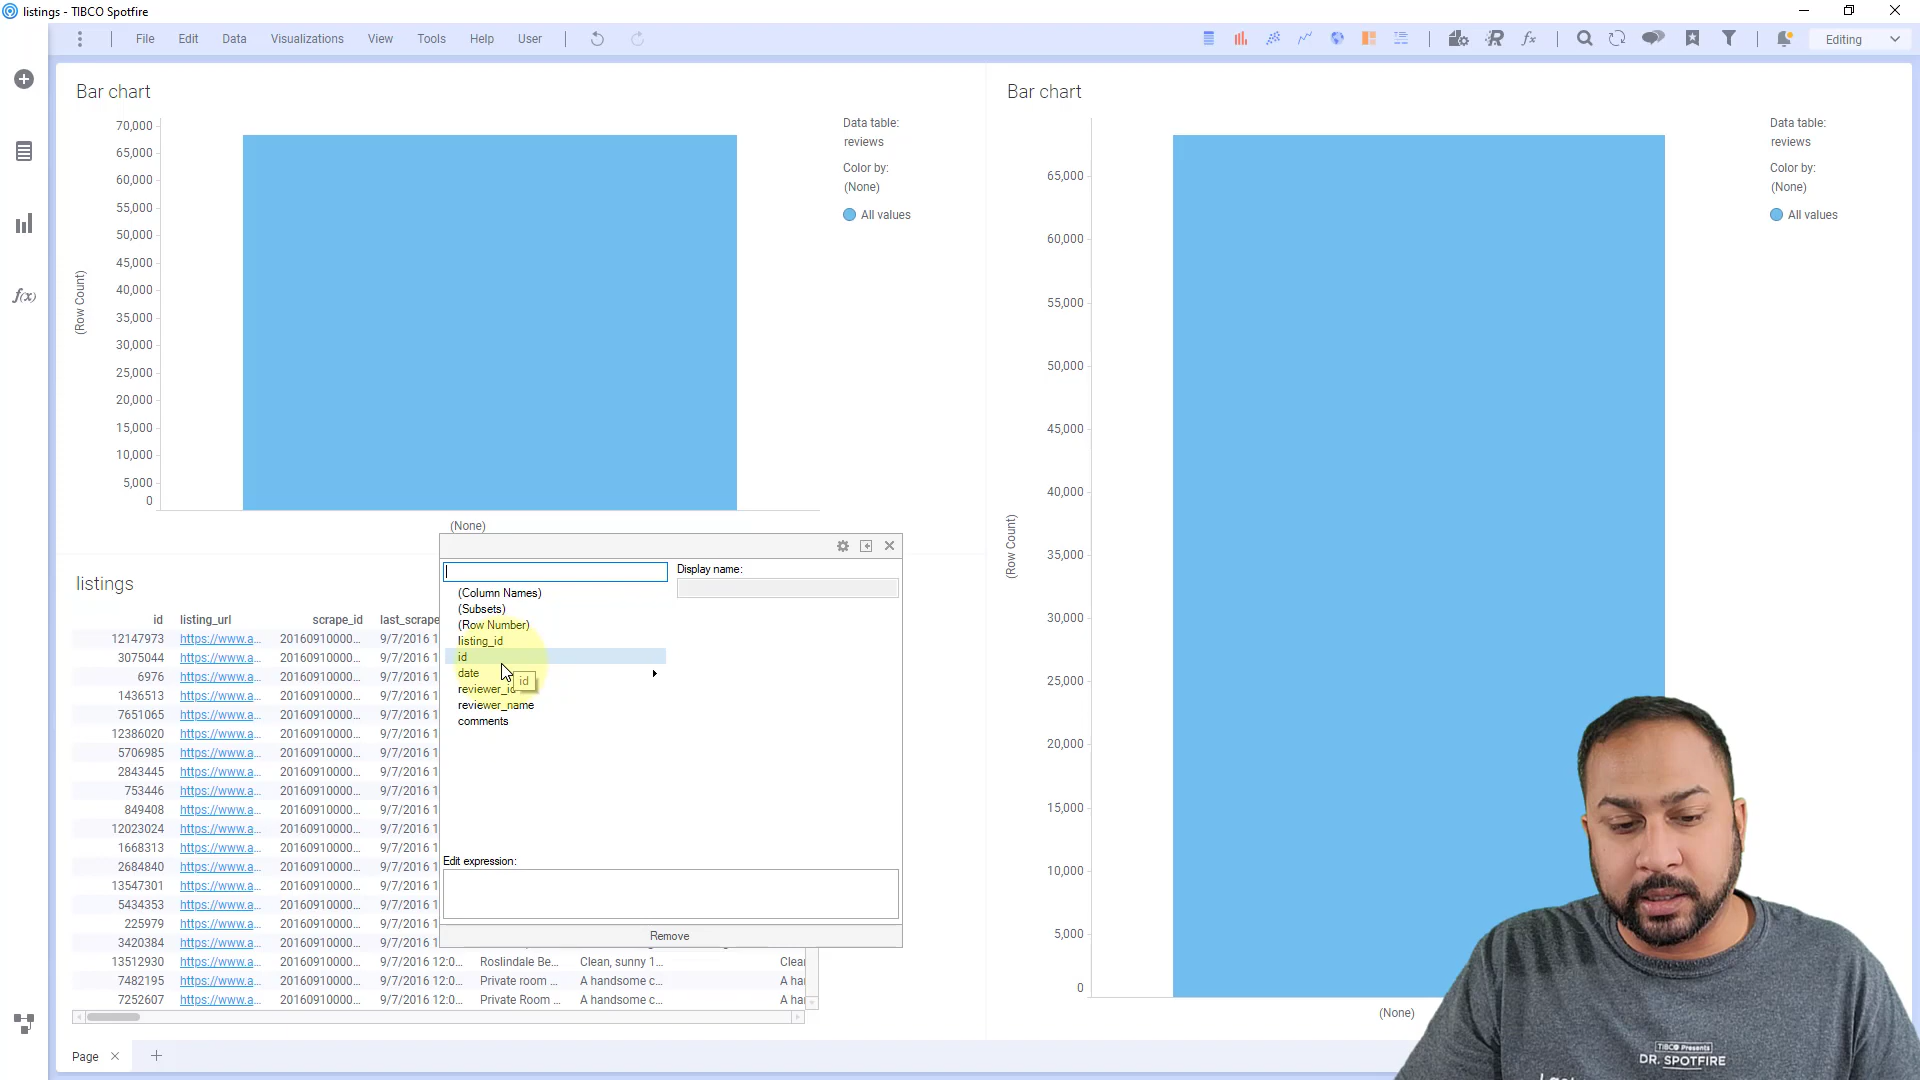 listings - TIBCO Spotfire
File Edit Data Visualizations View Tools Help User
Editing
Bar chart
70,000
65,000
60,000
55,000
50,000
45,000
40,000
35,000
30,000
25,000
20,000
15,000
10,000
5,000
0
(Row Count)
(None)
Data table:
reviews
Color by:
(None)
All values
Bar chart
65,000
60,000
55,000
50,000
45,000
40,000
35,000
30,000
25,000
20,000
15,000
10,000
5,000
0
(Row Count)
(None)
Data table:
reviews
Color by:
(None)
All values
f(x)
listings
id listing_url scrape_id last_scrape
12147973 https://www.a... 20160910000... 9/7/2016 1
3075044 https://www.a... 20160910000... 9/7/2016 1
6976 https://www.a... 20160910000... 9/7/2016 1
1436513 https://www.a... 20160910000... 9/7/2016 1
7651065 https://www.a... 20160910000... 9/7/2016 1
12386020 https://www.a... 20160910000... 9/7/2016 1
5706985 https://www.a... 20160910000... 9/7/2016 1
2843445 https://www.a... 20160910000... 9/7/2016 1
753446 https://www.a... 20160910000... 9/7/2016 1
849408 https://www.a... 20160910000... 9/7/2016 1
12023024 https://www.a... 20160910000... 9/7/2016 1
1668313 https://www.a... 20160910000... 9/7/2016 1
2684840 https://www.a... 20160910000... 9/7/2016 1
13547301 https://www.a... 20160910000... 9/7/2016 1
5434353 https://www.a... 20160910000... 9/7/2016 1
225979 https://www.a... 20160910000... 9/7/2016 1
3420384 https://www.a... 20160910000... 9/7/2016 1
13512930 https://www.a... 20160910000... 9/7/2016 12:0... Roslindale Be... Clean, sunny 1... Clea
7482195 https://www.a... 20160910000... 9/7/2016 12:0... Private room ... A handsome c... A ha
7252607 https://www.a... 20160910000... 9/7/2016 12:0... Private Room ... A handsome c... A ha
Display name:
(Column Names)
(Subsets)
(Row Number)
listing_id
id
date
id
reviewer_id
reviewer_name
comments
Edit expression:
Remove
Page
TIBCO Presents
DR. SPOTFIRE